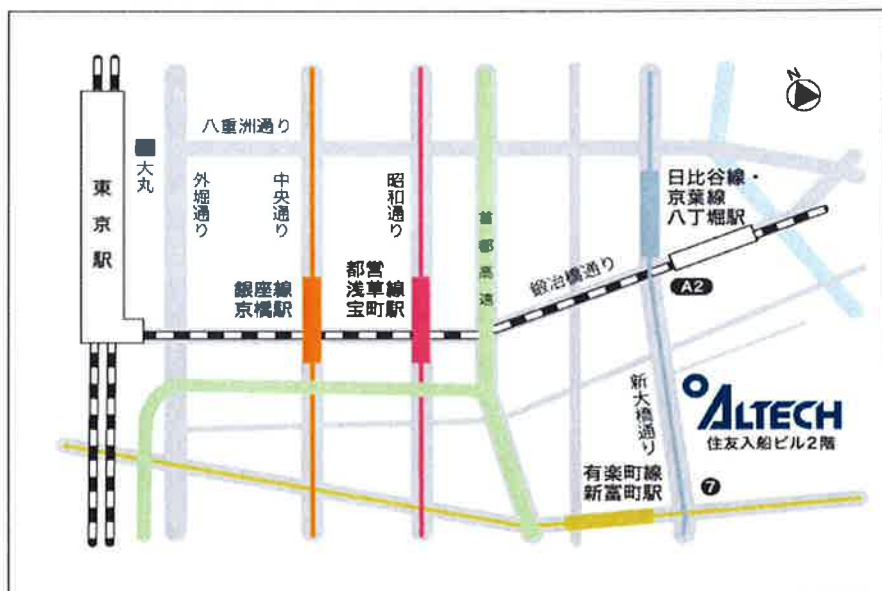 N
八重洲通り
大丸
東京駅
外堀通り
中央通り
昭和通り
首都高速
日比谷線・
京葉線
八丁堀駅
鍛冶橋通り
A2
銀座線
京橋駅
都営
浅草線
宝町駅
新大橋通り
ALTECH
住友入船ビル2階
有楽町線
新富町駅
7